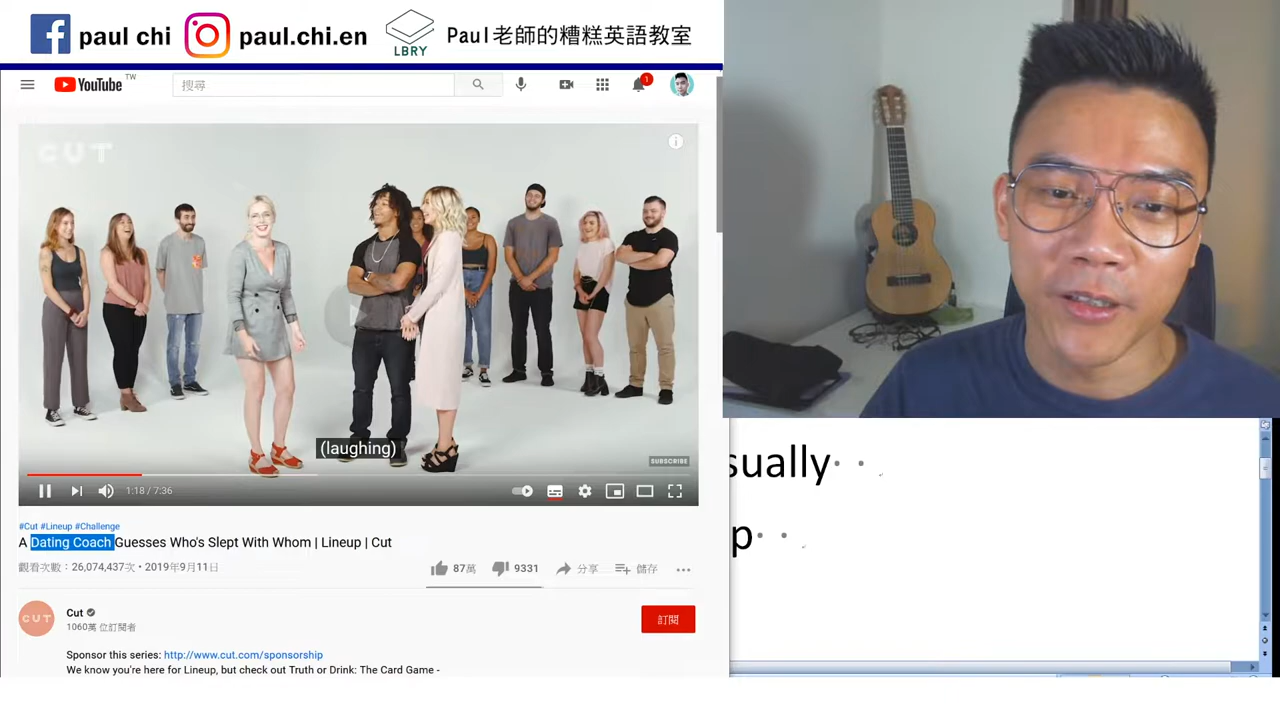 paul chi paul.chi.en LBRY Paul老師的糟糕英語教室
YouTube TW 搜尋 1
CUT
(laughing)
SUBSCRIBE
1:18 / 7:36
#Cut #Lineup #Challenge
A Dating Coach Guesses Who's Slept With Whom | Lineup | Cut
觀看次數：26,074,437次 • 2019年9月11日 87萬 9331 分享 儲存
CUT Cut
1060萬 位訂閱者 訂閱
Sponsor this series: http://www.cut.com/sponsorship
We know you're here for Lineup, but check out Truth or Drink: The Card Game -
sually
p